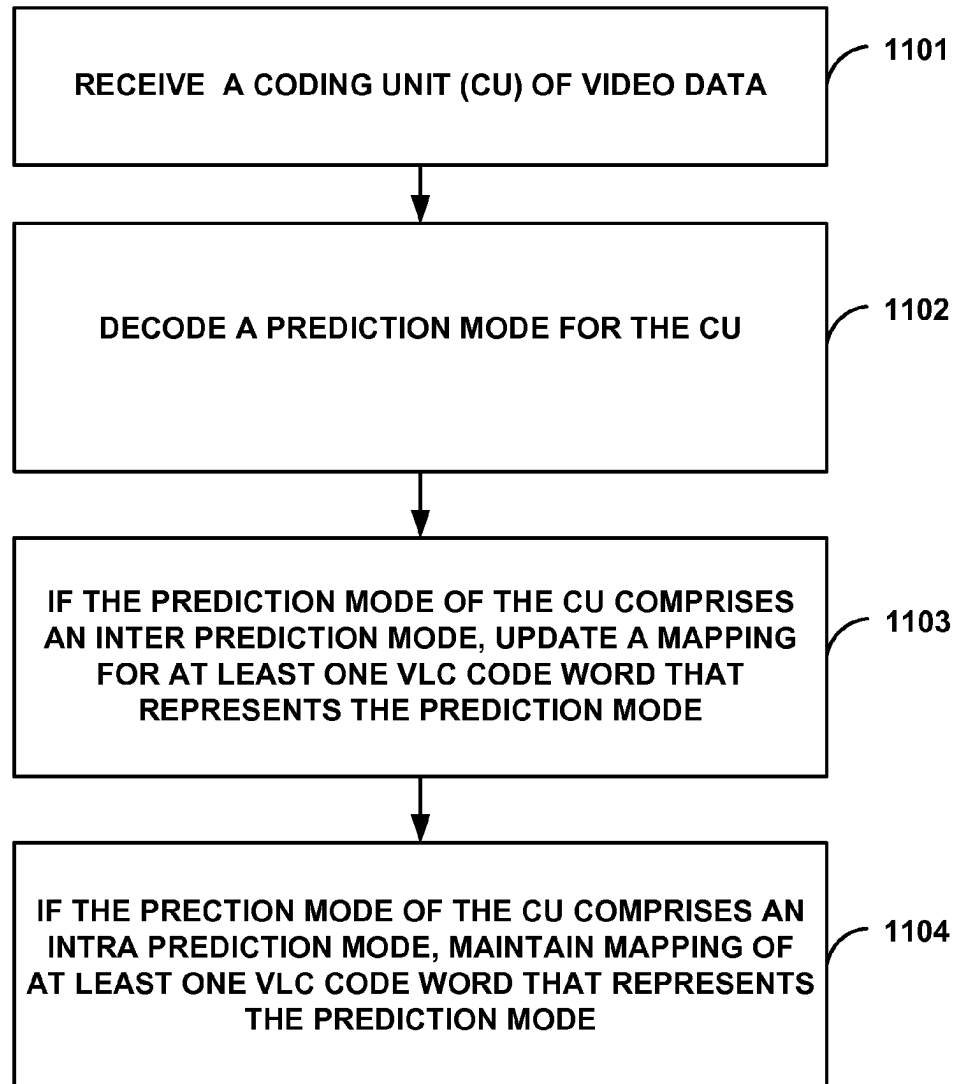 RECEIVE A CODING UNIT (CU) OF VIDEO DATA
1101
DECODE A PREDICTION MODE FOR THE CU
1102
IF THE PREDICTION MODE OF THE CU COMPRISES
AN INTER PREDICTION MODE, UPDATE A MAPPING
FOR AT LEAST ONE VLC CODE WORD THAT
REPRESENTS THE PREDICTION MODE
1103
IF THE PRECTION MODE OF THE CU COMPRISES AN
INTRA PREDICTION MODE, MAINTAIN MAPPING OF
AT LEAST ONE VLC CODE WORD THAT REPRESENTS
THE PREDICTION MODE
1104